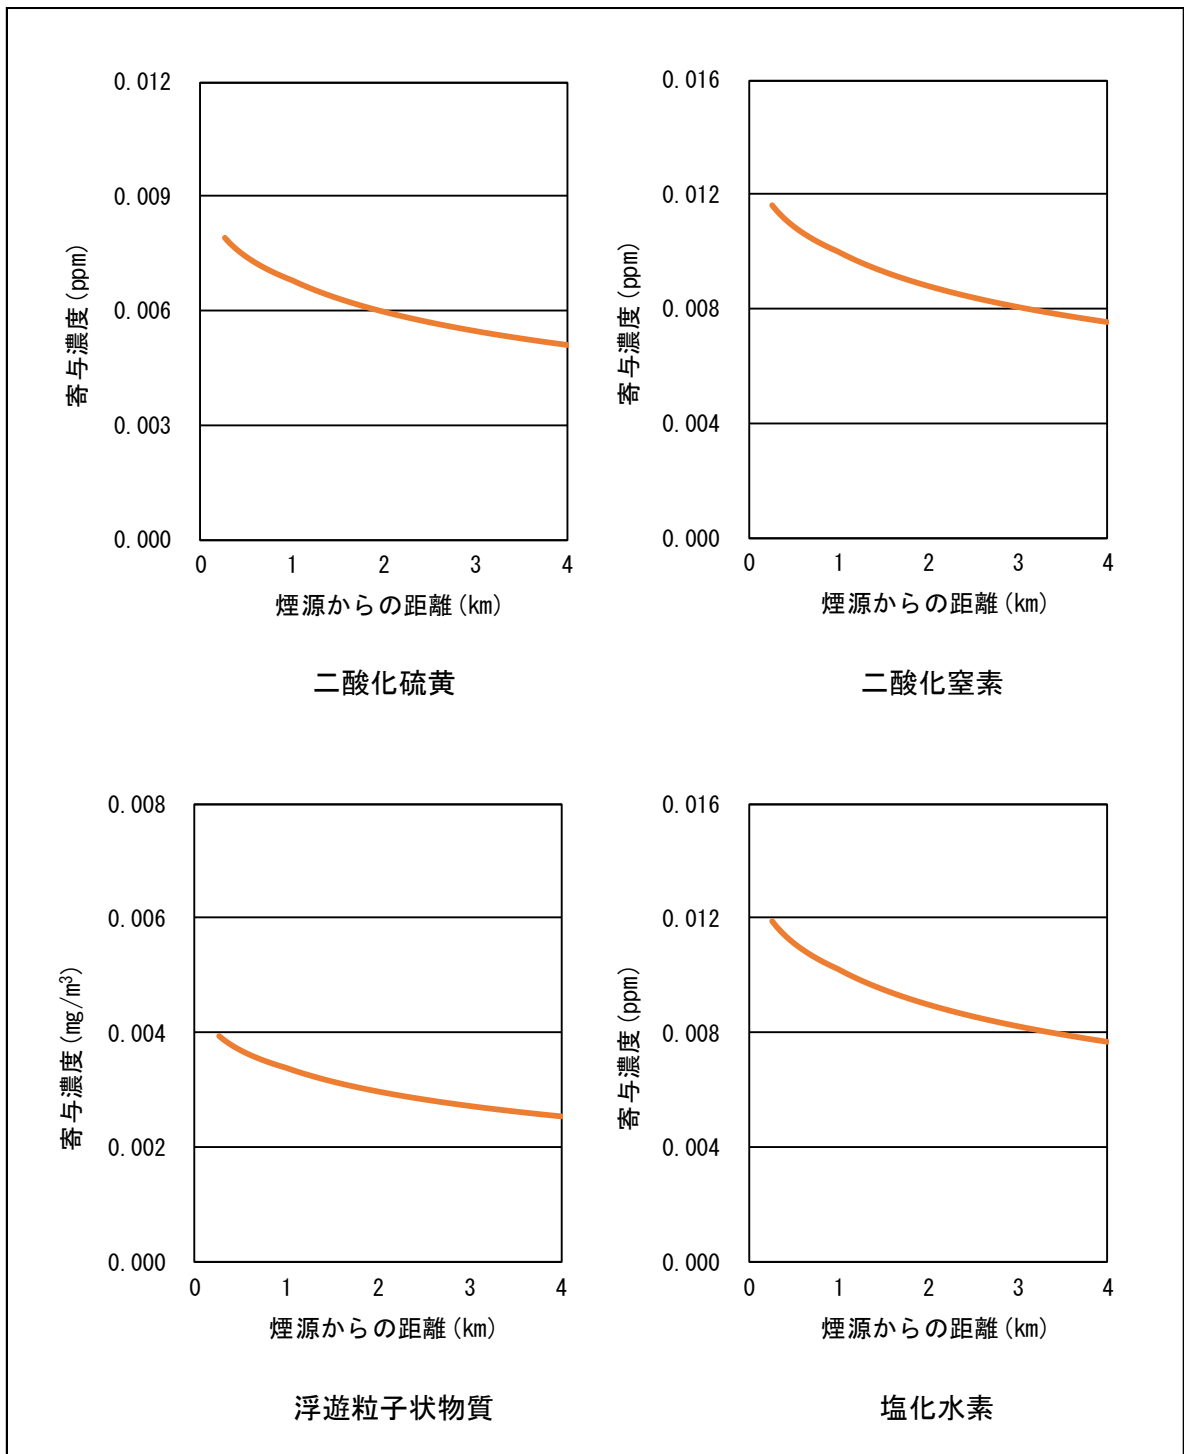 0.012
0.009
0.006
0.003
0.000
寄与濃度(ppm)
0 1 2 3 4
煙源からの距離(km)
二酸化硫黄
0.016
0.012
0.008
0.004
0.000
寄与濃度(ppm)
0 1 2 3 4
煙源からの距離(km)
二酸化窒素
0.008
0.006
0.004
0.002
0.000
寄与濃度(mg/m³)
0 1 2 3 4
煙源からの距離(km)
浮遊粒子状物質
0.016
0.012
0.008
0.004
0.000
寄与濃度(ppm)
0 1 2 3 4
煙源からの距離(km)
塩化水素